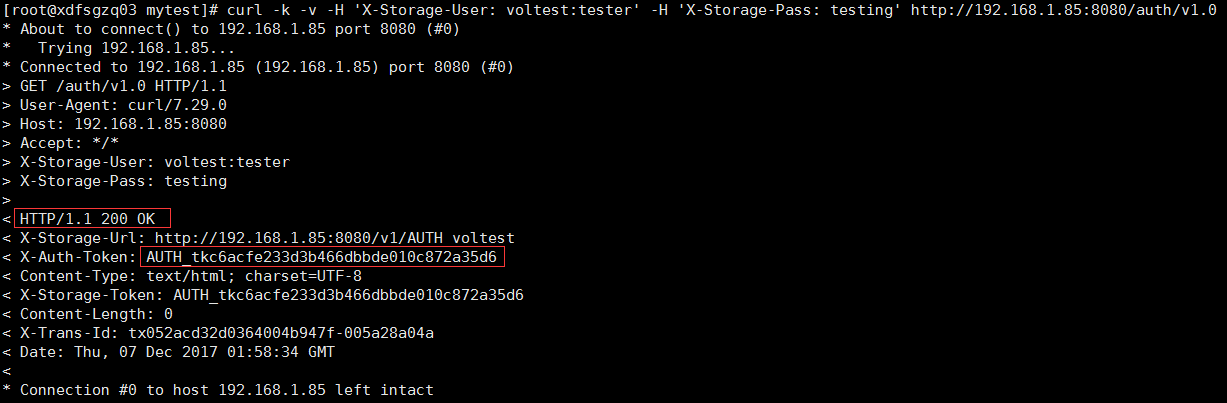 [root@xdfsgzq03 mytest]# curl -k -v -H 'X-Storage-User: voltest:tester' -H 'X-Storage-Pass: testing' http://192.168.1.85:8080/auth/v1.0
* About to connect() to 192.168.1.85 port 8080 (#0)
*   Trying 192.168.1.85...
* Connected to 192.168.1.85 (192.168.1.85) port 8080 (#0)
> GET /auth/v1.0 HTTP/1.1
> User-Agent: curl/7.29.0
> Host: 192.168.1.85:8080
> Accept: */*
> X-Storage-User: voltest:tester
> X-Storage-Pass: testing
>
< HTTP/1.1 200 OK
< X-Storage-Url: http://192.168.1.85:8080/v1/AUTH_voltest
< X-Auth-Token: AUTH_tkc6acfe233d3b466dbbde010c872a35d6
< Content-Type: text/html; charset=UTF-8
< X-Storage-Token: AUTH_tkc6acfe233d3b466dbbde010c872a35d6
< Content-Length: 0
< X-Trans-Id: tx052acd32d0364004b947f-005a28a04a
< Date: Thu, 07 Dec 2017 01:58:34 GMT
<
* Connection #0 to host 192.168.1.85 left intact